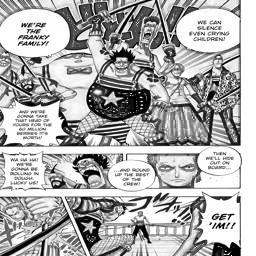 WE CAN
SILENCE
EVEN CRYING
CHILDREN!
WE'RE
THE
FRANKY
FAMILY!
AND WE'RE
GONNA TAKE
THAT HEAD
OF YOURS FOR THE
60 MILLION
BERRIES IT'S
WORTH!
THEN
WE'LL HIDE
OUT ON
BOARD...
...AND ROUND
UP THE REST
OF THE
CREW!
WA HA HA!
WE'RE GONNA
BE ROLLING
IN DOUGH.
LUCKY US!
GET
'IM!!